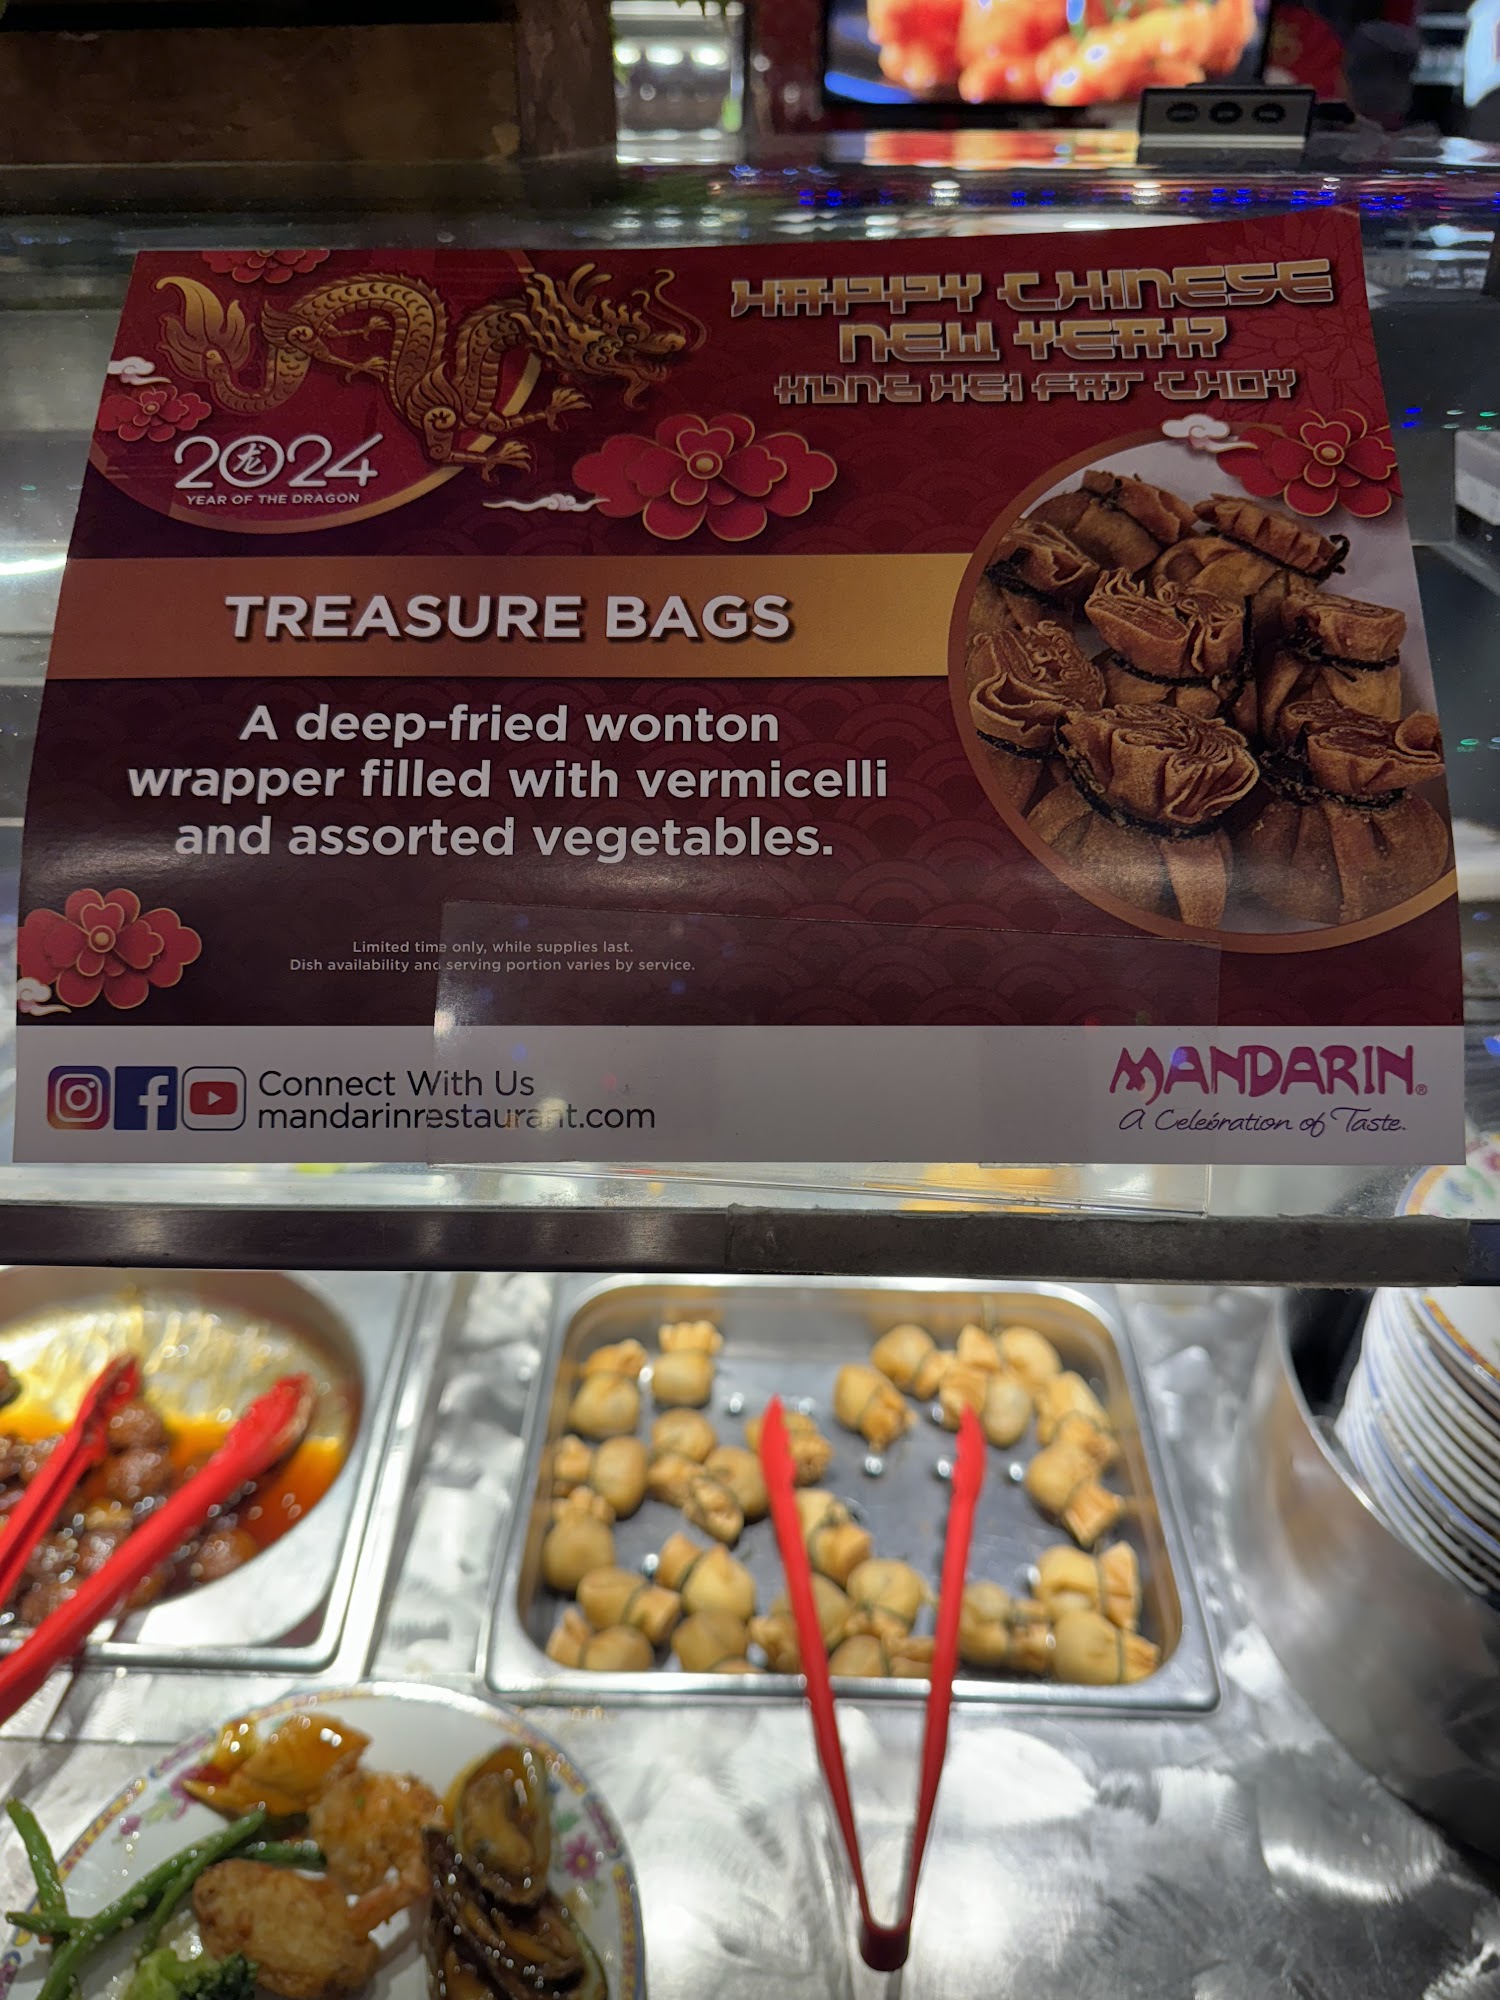 HAPPY CHINESE
NEW YEAR
KUNG HEI FAT CHOY
2024
龙
YEAR OF THE DRAGON
TREASURE BAGS
A deep-fried wonton
wrapper filled with vermicelli
and assorted vegetables.
Limited time only, while supplies last.
Dish availability and serving portion varies by service.
Connect With Us
mandarinrestaurant.com
MANDARIN®
A Celebration of Taste.